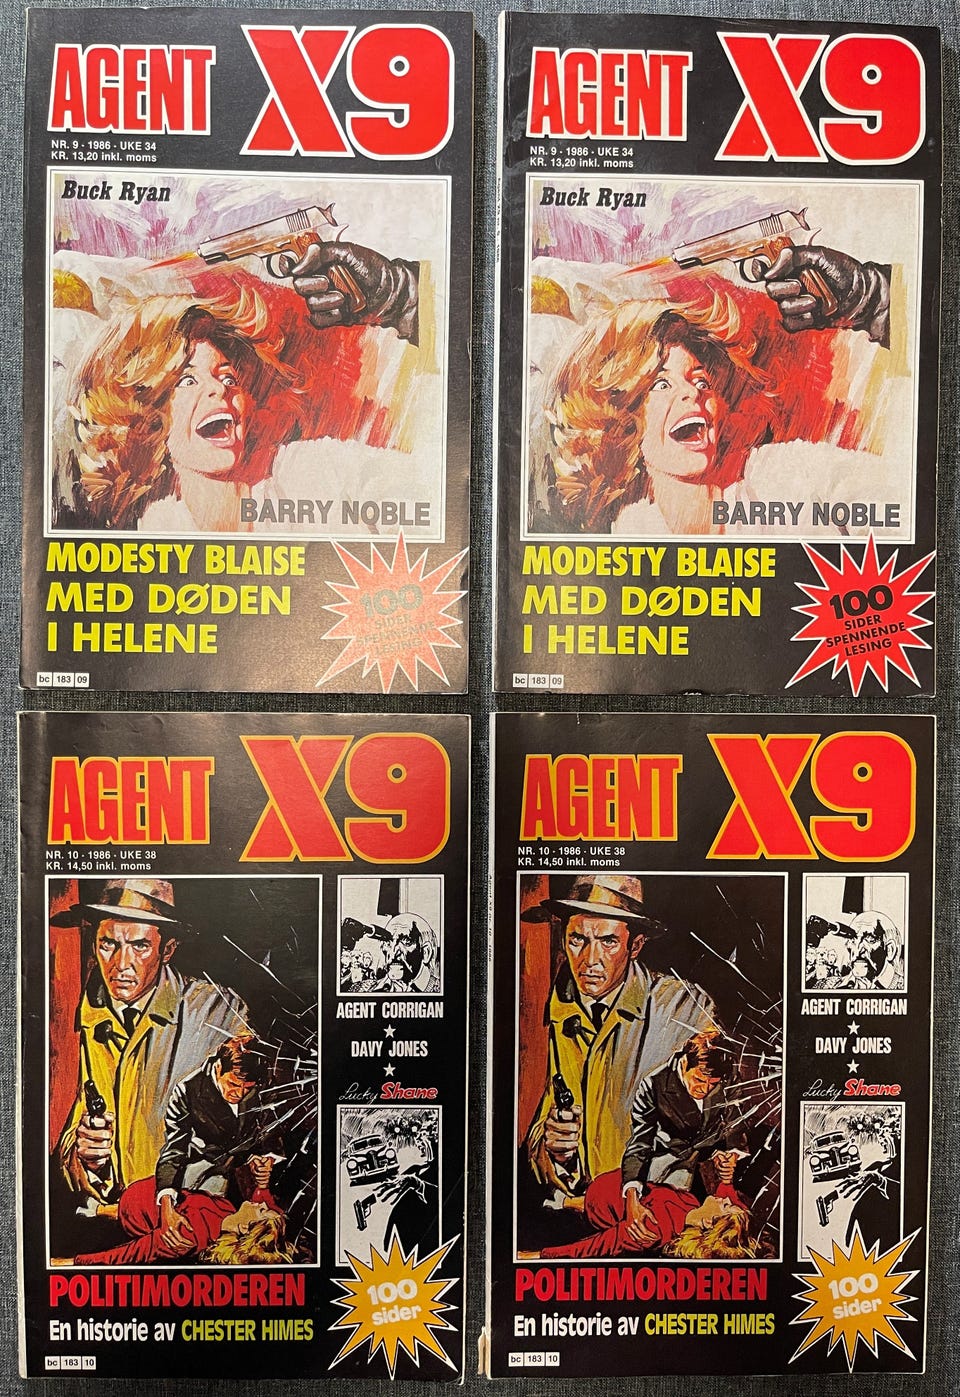 AGENT X9
NR. 9 - 1986 - UKE 34
KR. 13,20 inkl. moms
Buck Ryan
BARRY NOBLE
MODESTY BLAISE
MED DØDEN
I HELENE
100
SIDER
SPENNENDE
LESING
bc 183 09
AGENT X9
NR. 9 - 1986 - UKE 34
KR. 13,20 inkl. moms
Buck Ryan
BARRY NOBLE
MODESTY BLAISE
MED DØDEN
I HELENE
100
SIDER
SPENNENDE
LESING
bc 183 09
AGENT X9
NR. 10 - 1986 - UKE 38
KR. 14,50 inkl. moms
AGENT CORRIGAN
DAVY JONES
Lucky Shane
POLITIMORDEREN
En historie av CHESTER HIMES
100
sider
bc 183 10
AGENT X9
NR. 10 - 1986 - UKE 38
KR. 14,50 inkl. moms
AGENT CORRIGAN
DAVY JONES
Lucky Shane
POLITIMORDEREN
En historie av CHESTER HIMES
100
sider
bc 183 10